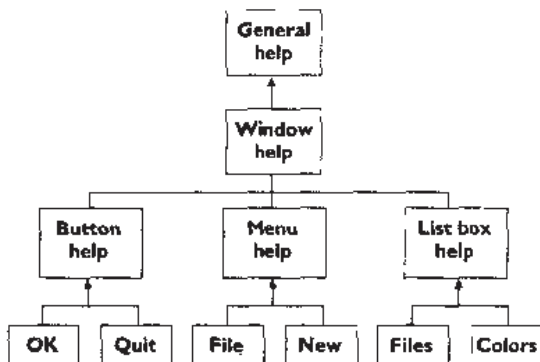 General
help
Window
help
Button
help
Menu
help
List box
help
OK
Quit
File
New
Files
Colors